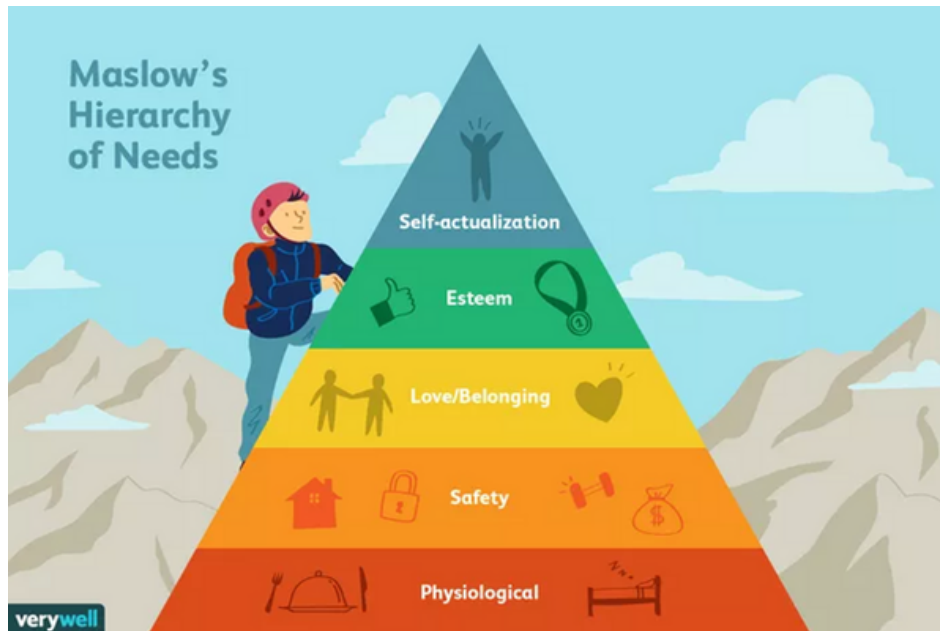 Maslow's
Hierarchy
of Needs
Self-actualization
Esteem
Love/Belonging
Safety
$
Physiological
verywell